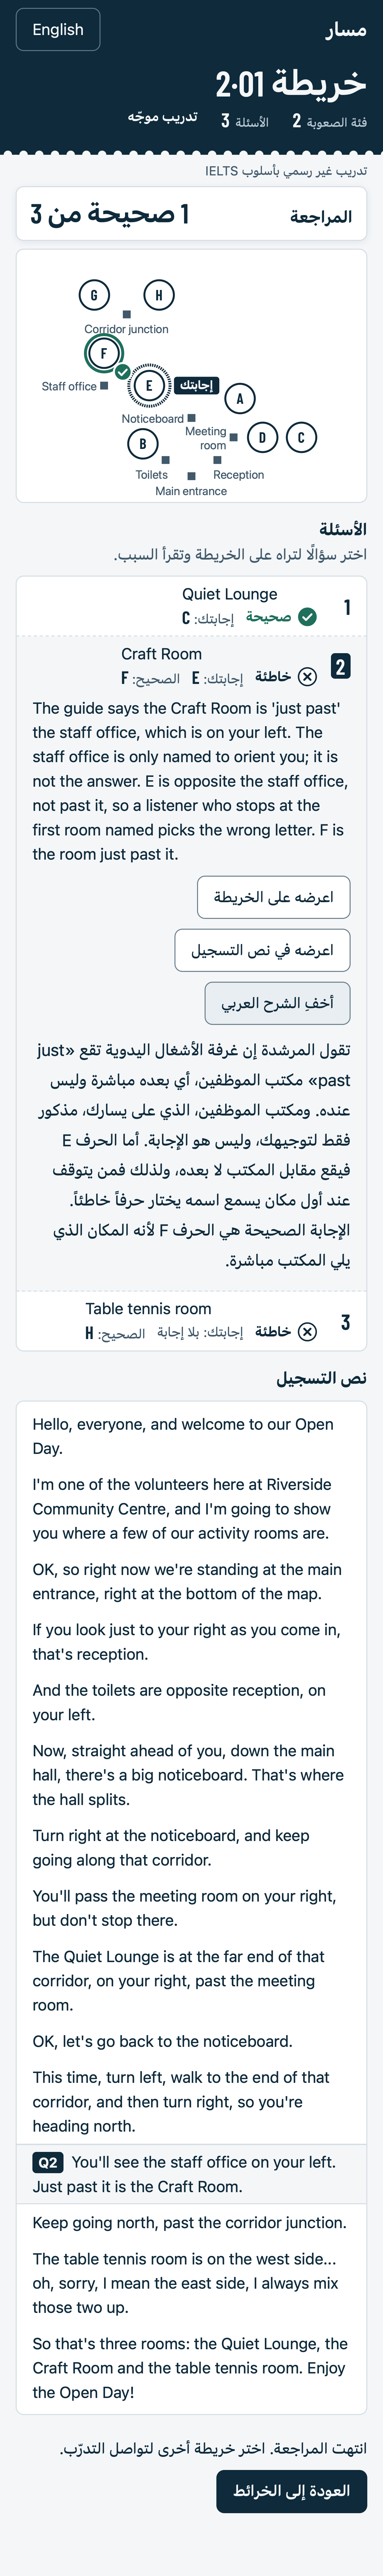 مسار
English
خريطة 2·01
فئة الصعوبة 2 الأسئلة 3 تدريب موجّه
تدريب غير رسمي بأسلوب IELTS
المراجعة
1 صحيحة من 3
G
H
Corridor junction
F
Staff office
E
إجابتك
A
Noticeboard
Meeting
room
B
D
C
Toilets
Reception
Main entrance
الأسئلة
اختر سؤالًا لتراه على الخريطة وتقرأ السبب.
1
Quiet Lounge
صحيحة إجابتك: C
2
Craft Room
خاطئة إجابتك: E الصحيح: F
The guide says the Craft Room is 'just past'
the staff office, which is on your left. The
staff office is only named to orient you; it is
not the answer. E is opposite the staff office,
not past it, so a listener who stops at the
first room named picks the wrong letter. F is
the room just past it.
اعرضه على الخريطة
اعرضه في نص التسجيل
أخفِ الشرح العربي
تقول المرشدة إن غرفة الأشغال اليدوية تقع «just
past» مكتب الموظفين، أي بعده مباشرة وليس
عنده. ومكتب الموظفين، الذي على يسارك، مذكور
فقط لتوجيهك، وليس هو الإجابة. أما الحرف E
فيقع مقابل المكتب لا بعده، ولذلك فمن يتوقف
عند أول مكان يسمع اسمه يختار حرفاً خاطئاً.
الإجابة الصحيحة هي الحرف F لأنه المكان الذي
يلي المكتب مباشرة.
3
Table tennis room
خاطئة إجابتك: بلا إجابة الصحيح: H
نص التسجيل
Hello, everyone, and welcome to our Open
Day.
I'm one of the volunteers here at Riverside
Community Centre, and I'm going to show
you where a few of our activity rooms are.
OK, so right now we're standing at the main
entrance, right at the bottom of the map.
If you look just to your right as you come in,
that's reception.
And the toilets are opposite reception, on
your left.
Now, straight ahead of you, down the main
hall, there's a big noticeboard. That's where
the hall splits.
Turn right at the noticeboard, and keep
going along that corridor.
You'll pass the meeting room on your right,
but don't stop there.
The Quiet Lounge is at the far end of that
corridor, on your right, past the meeting
room.
OK, let's go back to the noticeboard.
This time, turn left, walk to the end of that
corridor, and then turn right, so you're
heading north.
Q2 You'll see the staff office on your left.
Just past it is the Craft Room.
Keep going north, past the corridor junction.
The table tennis room is on the west side...
oh, sorry, I mean the east side, I always mix
those two up.
So that's three rooms: the Quiet Lounge, the
Craft Room and the table tennis room. Enjoy
the Open Day!
انتهت المراجعة. اختر خريطة أخرى لتواصل التدرّب.
العودة إلى الخرائط